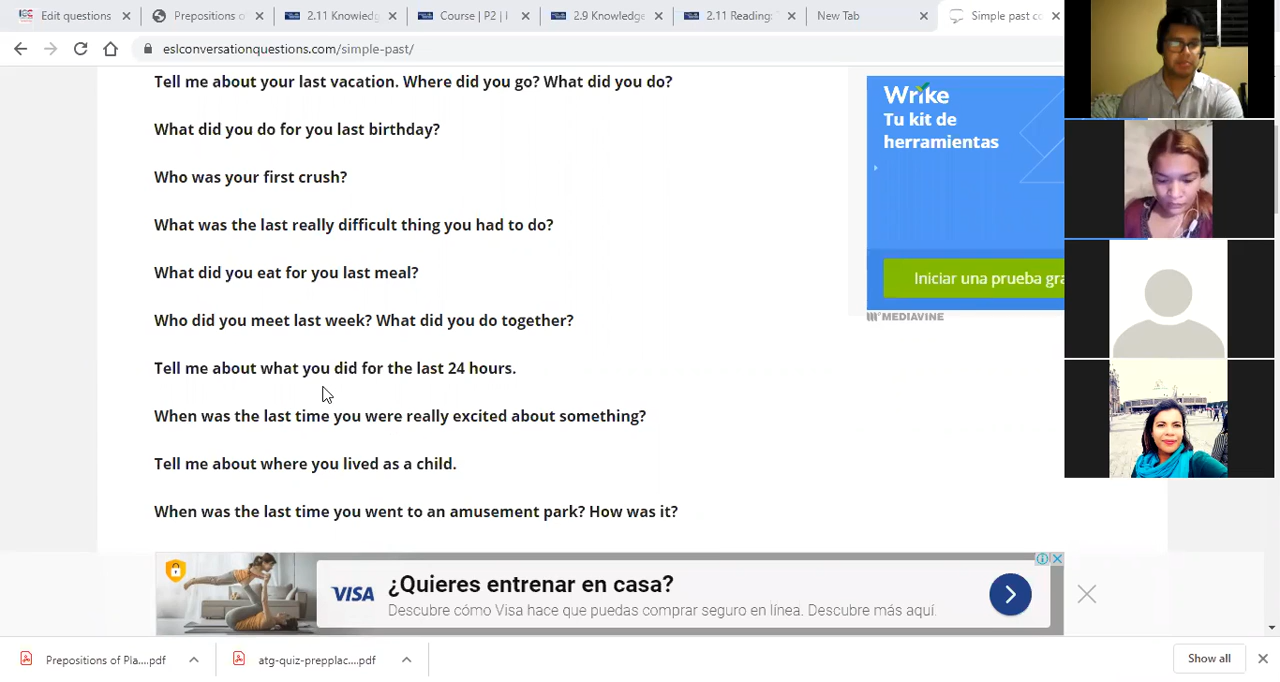 Edit questions
Prepositions o
2.11 Knowledg
Course | P2 |
2.9 Knowledge
2.11 Reading:
New Tab
Simple past co
eslconversationquestions.com/simple-past/
Tell me about your last vacation. Where did you go? What did you do?
What did you do for you last birthday?
Who was your first crush?
What was the last really difficult thing you had to do?
What did you eat for you last meal?
Who did you meet last week? What did you do together?
Tell me about what you did for the last 24 hours.
When was the last time you were really excited about something?
Tell me about where you lived as a child.
When was the last time you went to an amusement park? How was it?
Wrike
Tu kit de
herramientas
Iniciar una prueba gra
MEDIAVINE
VISA
¿Quieres entrenar en casa?
Descubre cómo Visa hace que puedas comprar seguro en línea. Descubre más aquí.
Prepositions of Pla....pdf
atg-quiz-prepplac....pdf
Show all